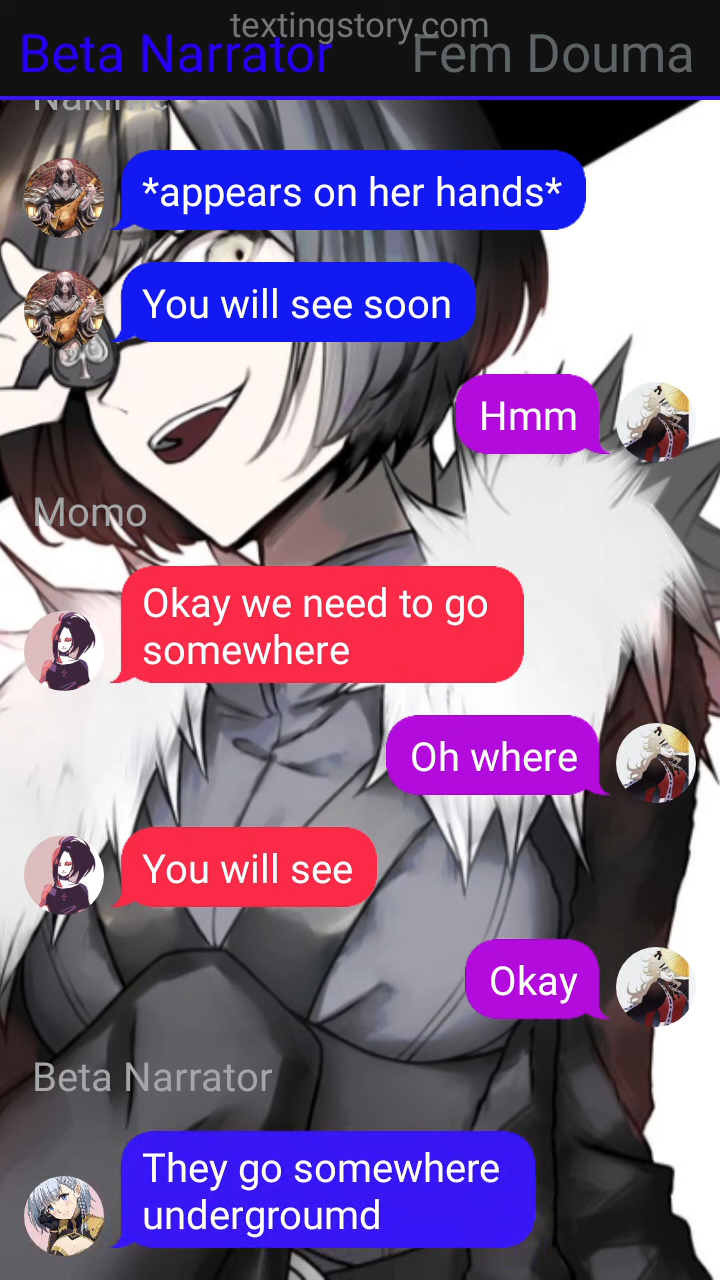 textingstory.com
Beta Narrator
Fem Douma
*appears on her hands*
You will see soon
Hmm
Momo
Okay we need to go
somewhere
Oh where
You will see
Okay
Beta Narrator
They go somewhere
undergroumd